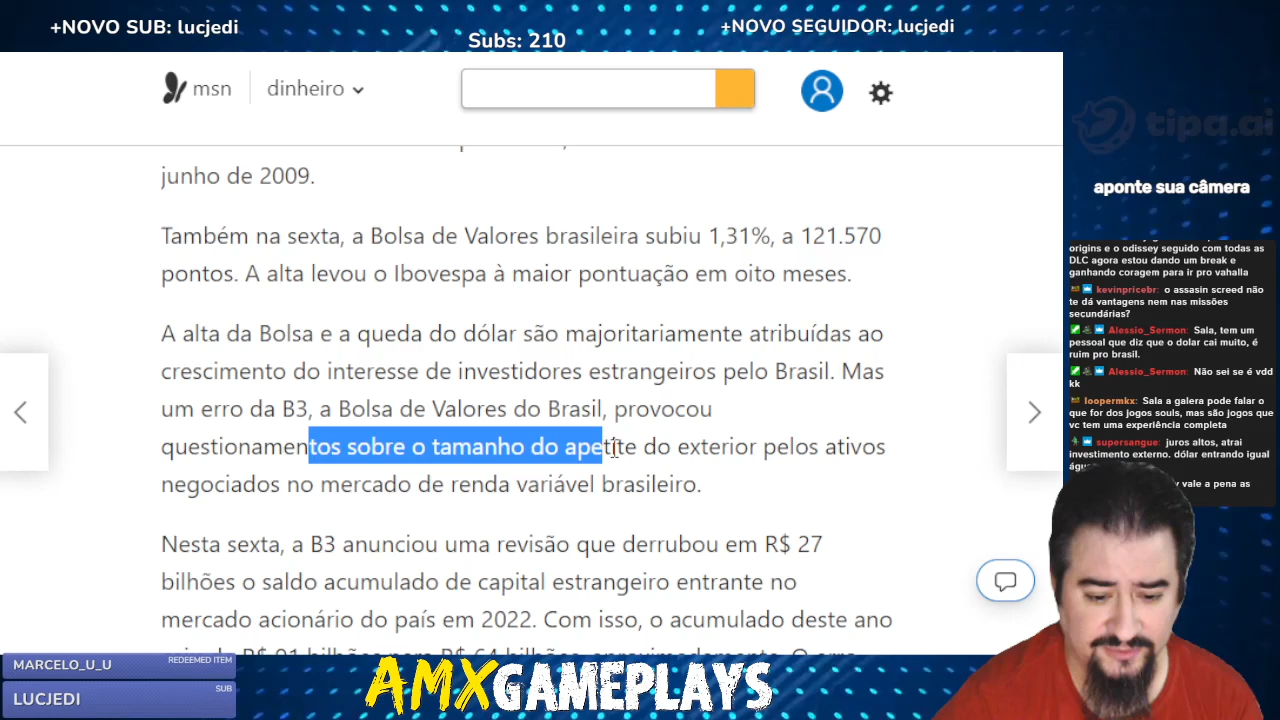 +NOVO SUB: lucjedi
Subs: 210
+NOVO SEGUIDOR: lucjedi
msn
dinheiro
tipa.ai
aponte sua câmera
junho de 2009.
Também na sexta, a Bolsa de Valores brasileira subiu 1,31%, a 121.570
pontos. A alta levou o Ibovespa à maior pontuação em oito meses.
A alta da Bolsa e a queda do dólar são majoritariamente atribuídas ao
crescimento do interesse de investidores estrangeiros pelo Brasil. Mas
um erro da B3, a Bolsa de Valores do Brasil, provocou
questionamentos sobre o tamanho do apetite do exterior pelos ativos
negociados no mercado de renda variável brasileiro.
Nesta sexta, a B3 anunciou uma revisão que derrubou em R$ 27
bilhões o saldo acumulado de capital estrangeiro entrante no
mercado acionário do país em 2022. Com isso, o acumulado deste ano
origins e o odissey seguido com todas as
DLC agora estou dando um break e
ganhando coragem para ir pro vahalla
kevinpricebr: o assasin screed não
te dá vantagens nem nas missões
secundárias?
Alessio_Sermon: Sala, tem um
pessoal que diz que o dolar cai muito, é
ruim pro brasil.
Alessio_Sermon: Não sei se é vdd
kk
loopermkx: Sala a galera pode falar o
que for dos jogos souls, mas são jogos que
vc tem uma experiência completa
supersangue: juros altos, atrai
investimento externo. dólar entrando igual
vale a pena as
MARCELO_U_U
REDEEMED ITEM
LUCJEDI
SUB
AMXGAMEPLAYS